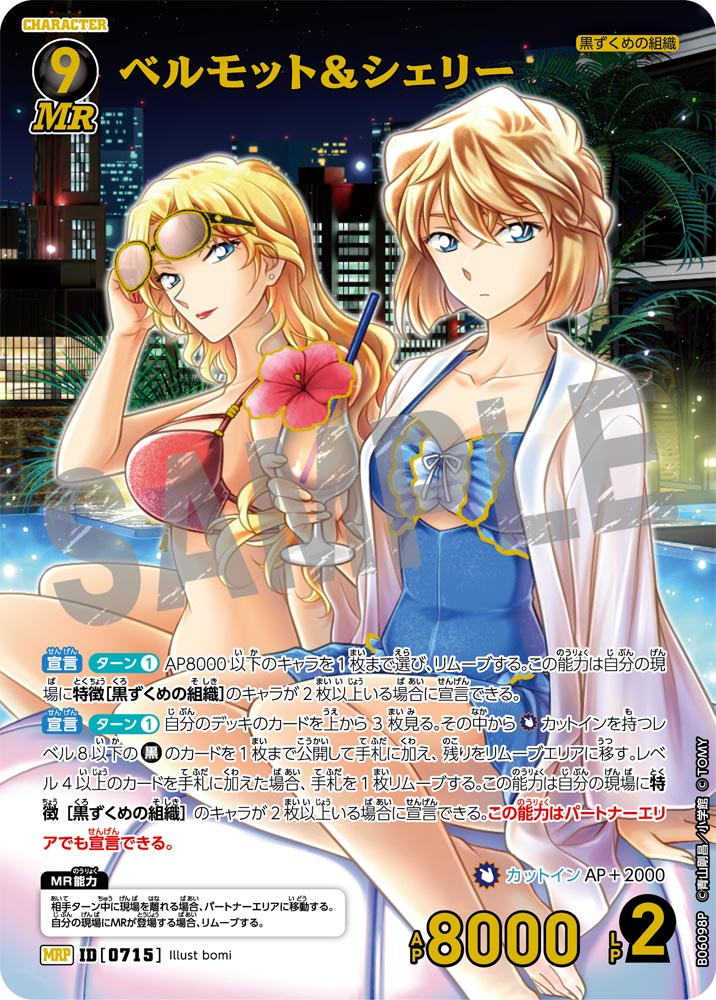 CHARACTER
9
MR
ベルモット&シェリー
黒ずくめの組織
SAMPLE
宣言 ターン1 AP8000以下のキャラを1枚まで選び、リムーブする。この能力は自分の現
場に特徴[黒ずくめの組織]のキャラが2枚以上いる場合に宣言できる。
宣言 ターン1 自分のデッキのカードを上から3枚見る。その中からカットインを持つレ
ベル8以下の黒のカードを1枚まで公開して手札に加え、残りをリムーブエリアに移す。レベ
ル4以上のカードを手札に加えた場合、手札を1枚リムーブする。この能力は自分の現場に特
徴[黒ずくめの組織]のキャラが2枚以上いる場合に宣言できる。この能力はパートナーエリ
アでも宣言できる。
カットイン AP+2000
MR能力
相手ターン中に現場を離れる場合、パートナーエリアに移動する。
自分の現場にMRが登場する場合、リムーブする。
AP 8000 LP 2
MRP ID[0715] Illust bomi
B06098P ©青山剛昌/小学館 © TOMY